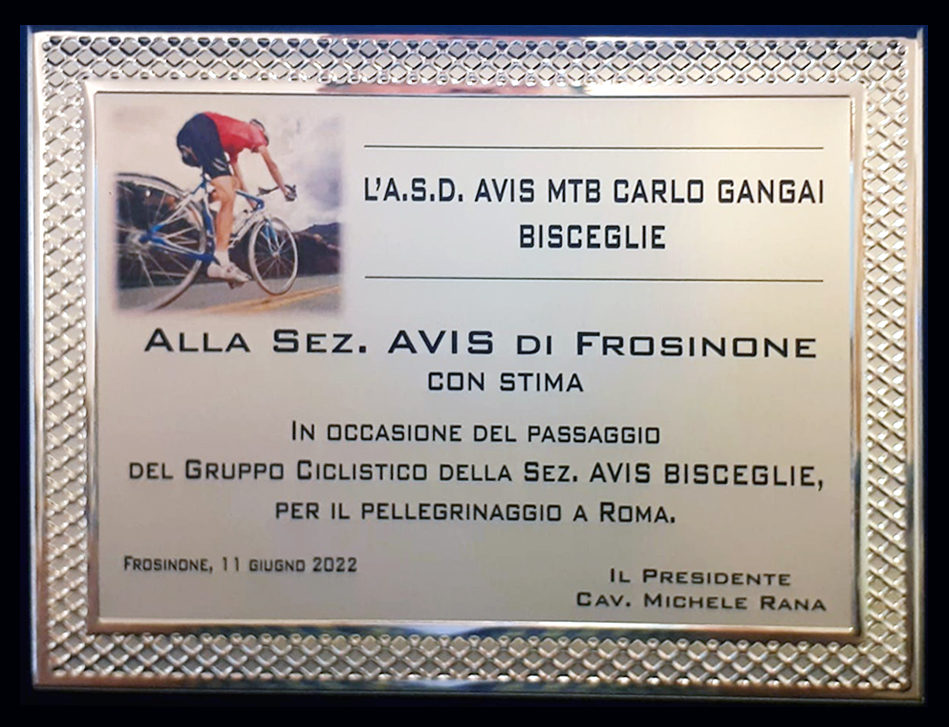 L'A.S.D. AVIS MTB CARLO GANGAI
BISCEGLIE
ALLA SEZ. AVIS DI FROSINONE
CON STIMA
IN OCCASIONE DEL PASSAGGIO
DEL GRUPPO CICLISTICO DELLA SEZ. AVIS BISCEGLIE,
PER IL PELLEGRINAGGIO A ROMA.
FROSINONE, 11 GIUGNO 2022
IL PRESIDENTE
CAV. MICHELE RANA